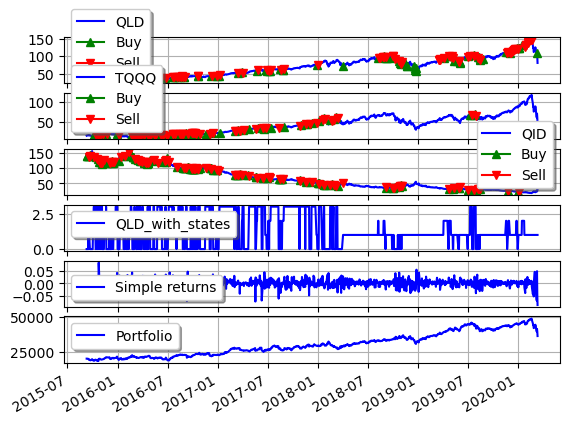 QLD
Buy
Sell
150
100
50
TQQQ
Buy
Sell
100
50
QID
Buy
Sell
150
100
50
QLD_with_states
2.5
0.0
Simple returns
0.05
0.00
−0.05
Portfolio
50000
25000
2015-07 2016-01 2016-07 2017-01 2017-07 2018-01 2018-07 2019-01 2019-07 2020-01